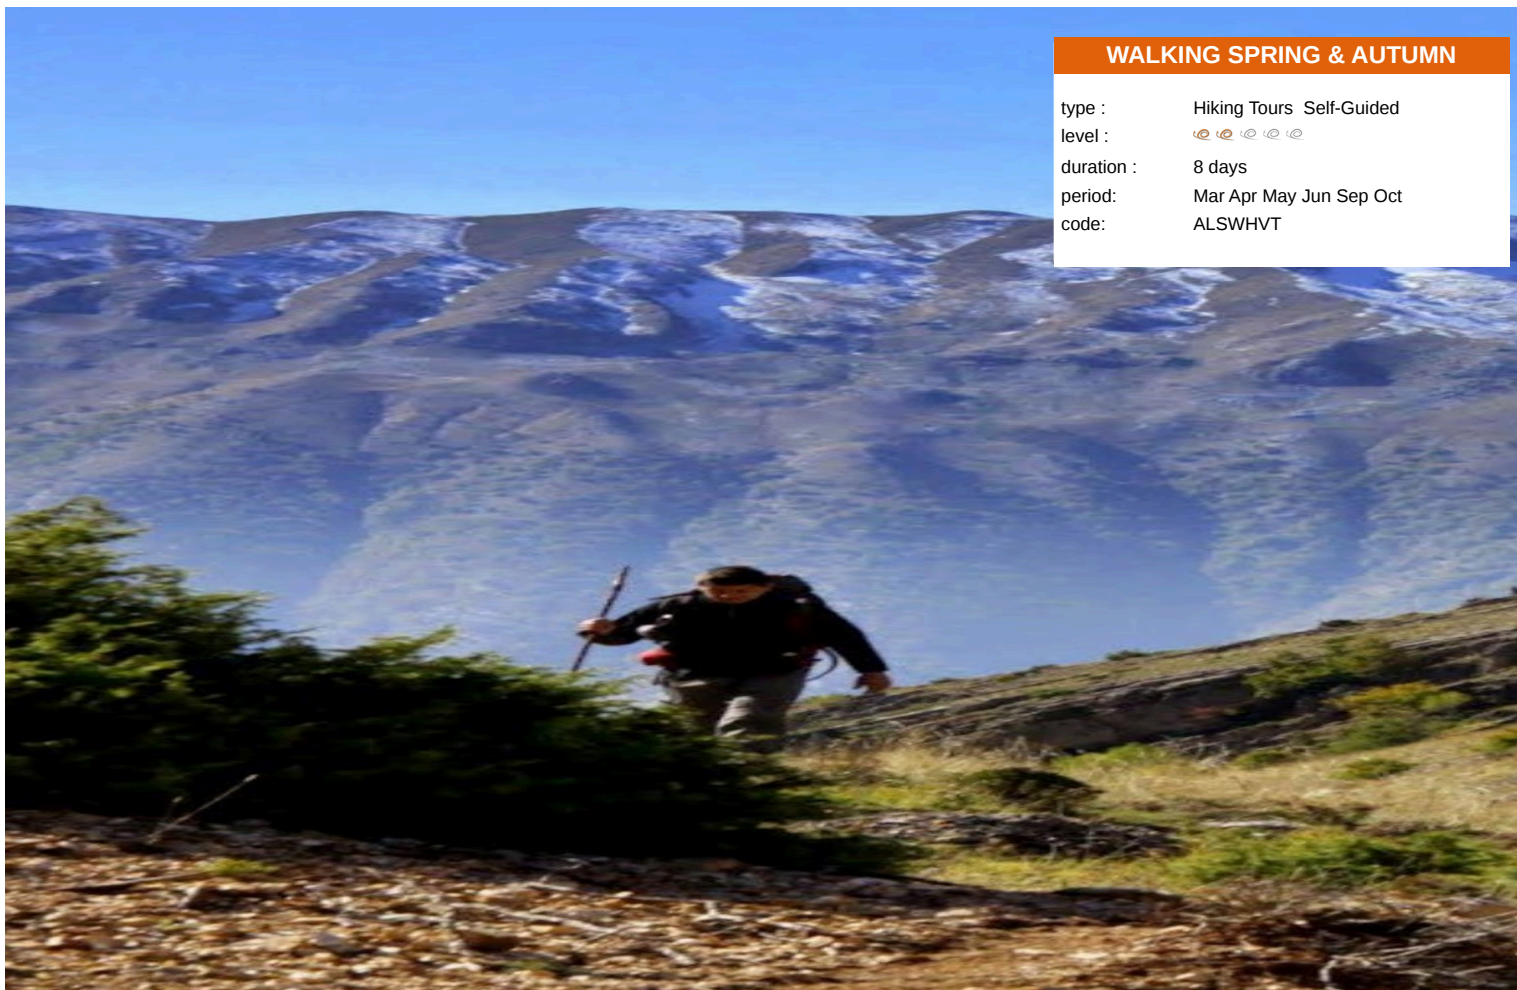 WALKING SPRING & AUTUMN
type : Hiking Tours  Self-Guided
level :
duration : 8 days
period: Mar Apr May Jun Sep Oct
code: ALSWHVT